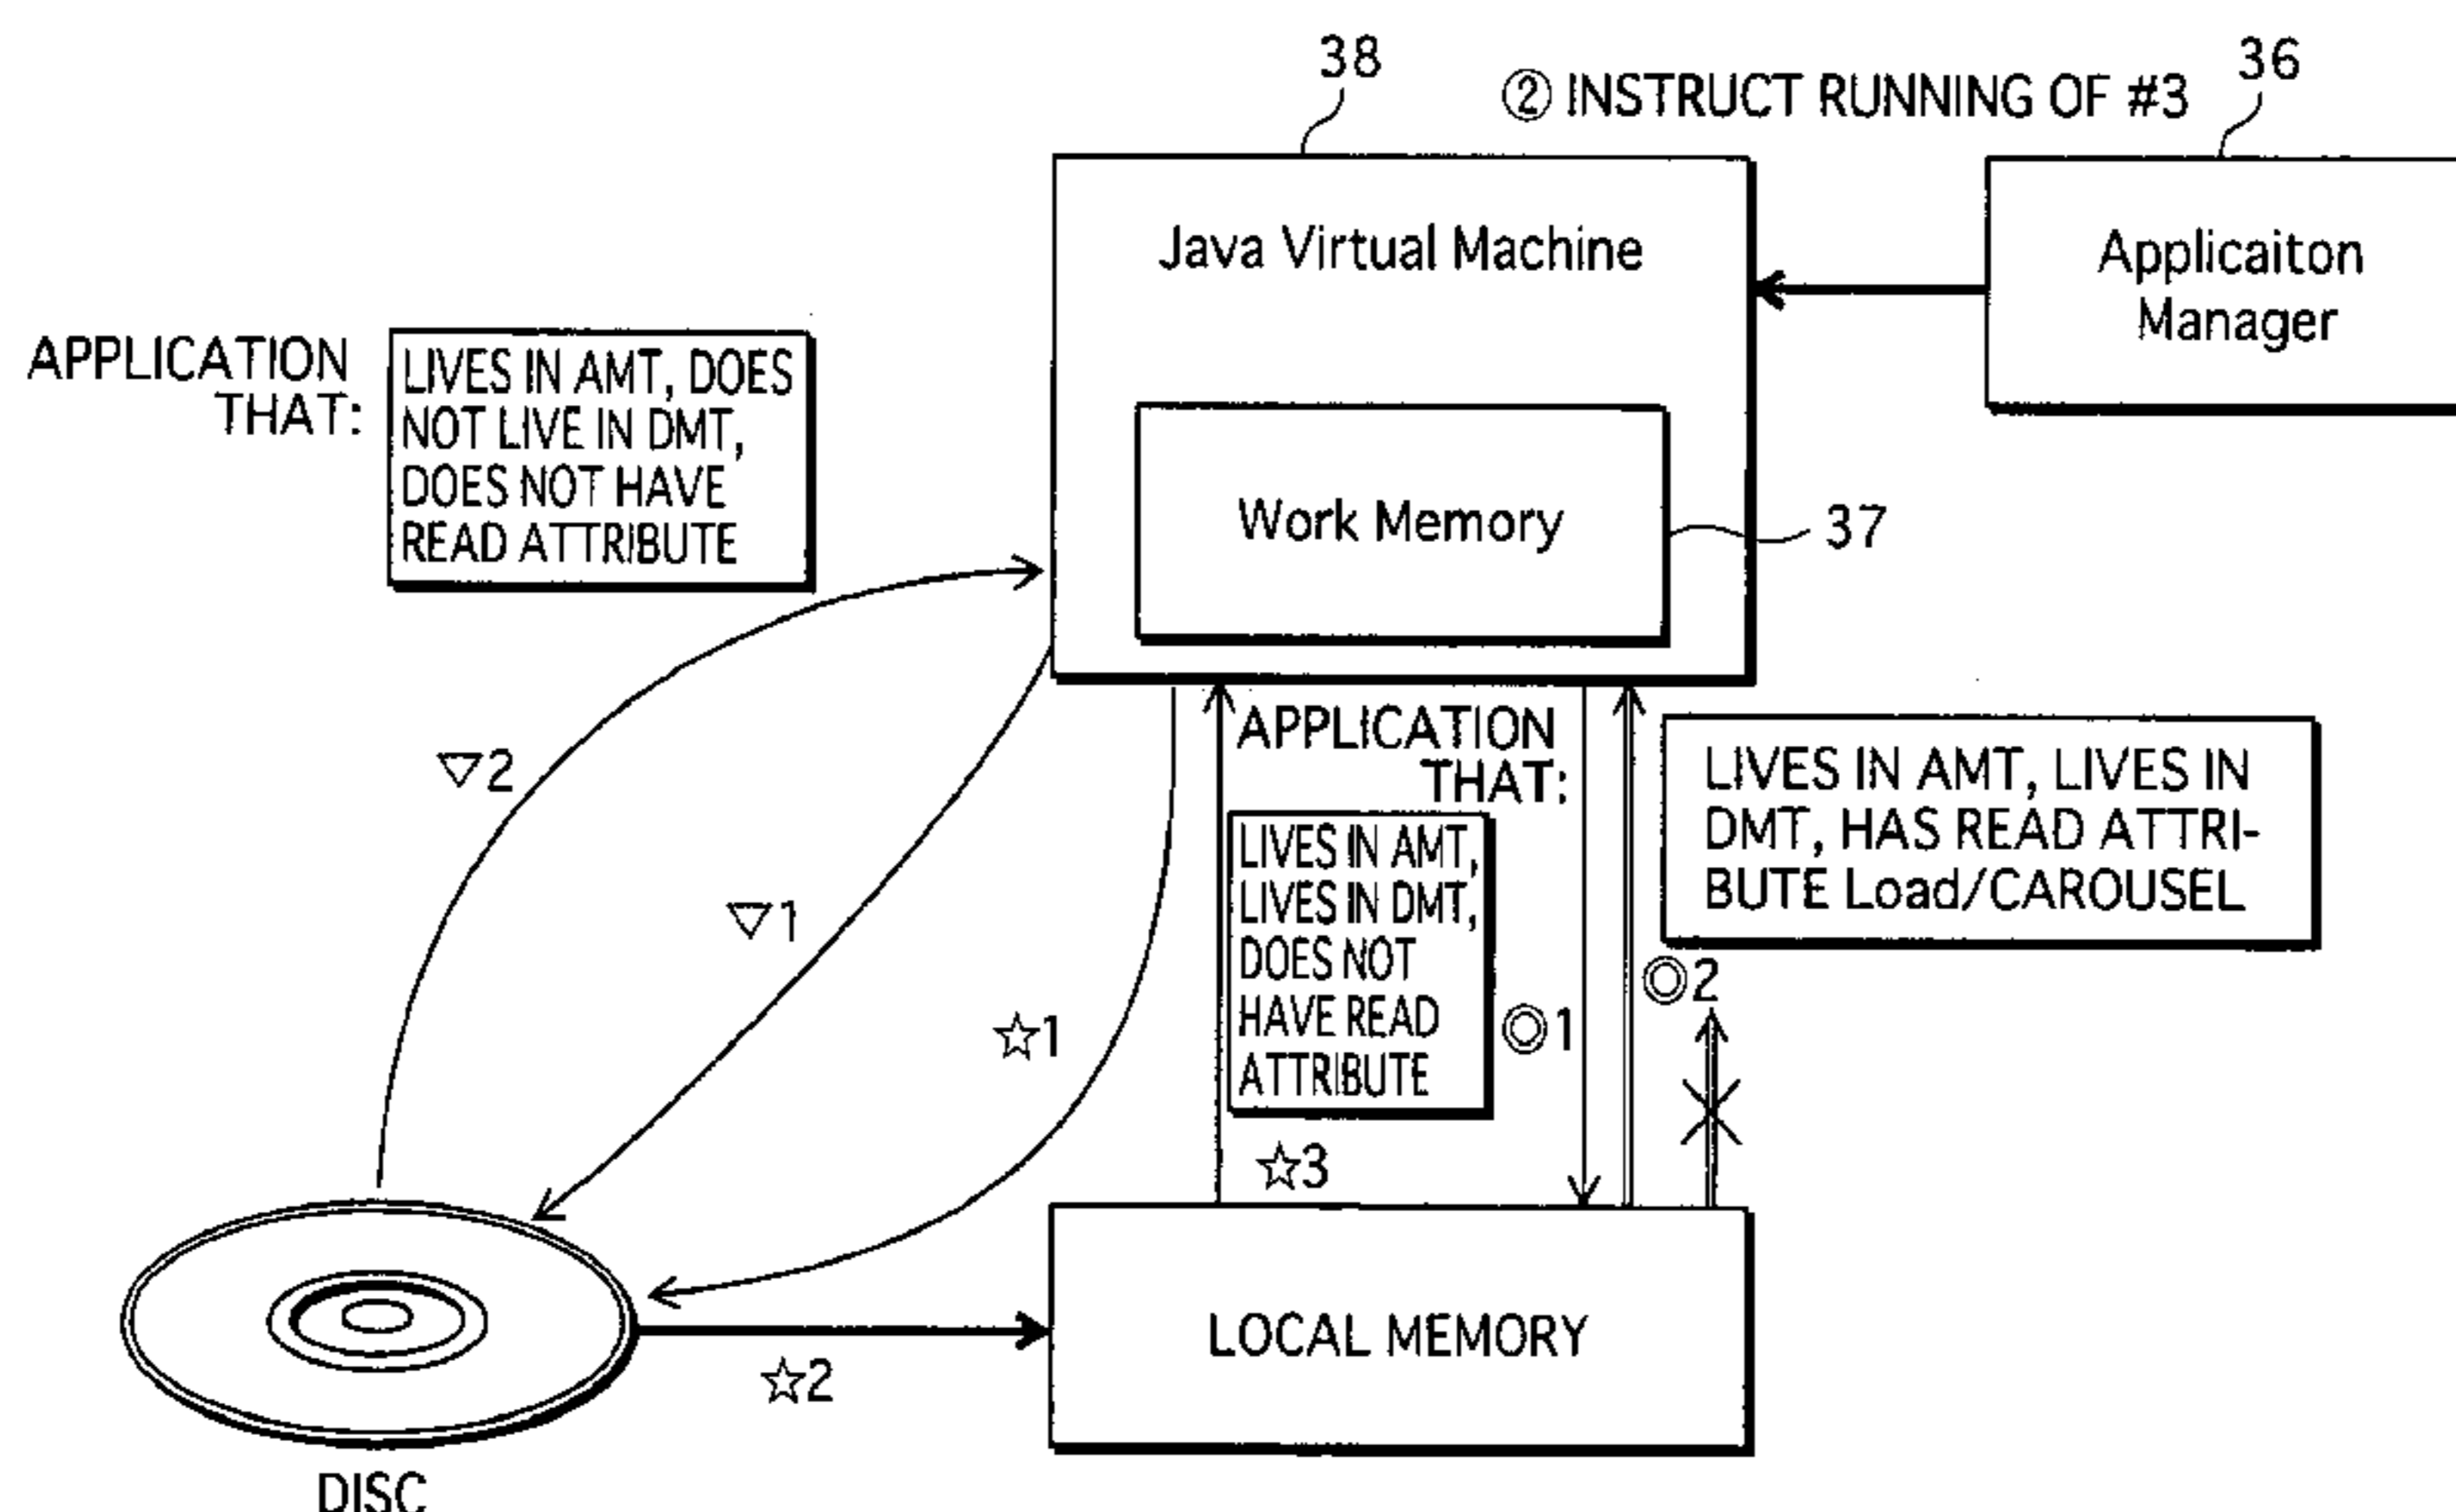 38
36
② INSTRUCT RUNNING OF #3
Java Virtual Machine
Applicaiton
Manager
APPLICATION
THAT:
LIVES IN AMT, DOES
NOT LIVE IN DMT,
DOES NOT HAVE
READ ATTRIBUTE
Work Memory
37
▽2
▽1
☆1
APPLICATION
THAT:
LIVES IN AMT,
LIVES IN DMT,
DOES NOT
HAVE READ
ATTRIBUTE
LIVES IN AMT, LIVES IN
DMT, HAS READ ATTRI-
BUTE Load/CAROUSEL
◎1
◎2
☆3
☆2
LOCAL MEMORY
DISC